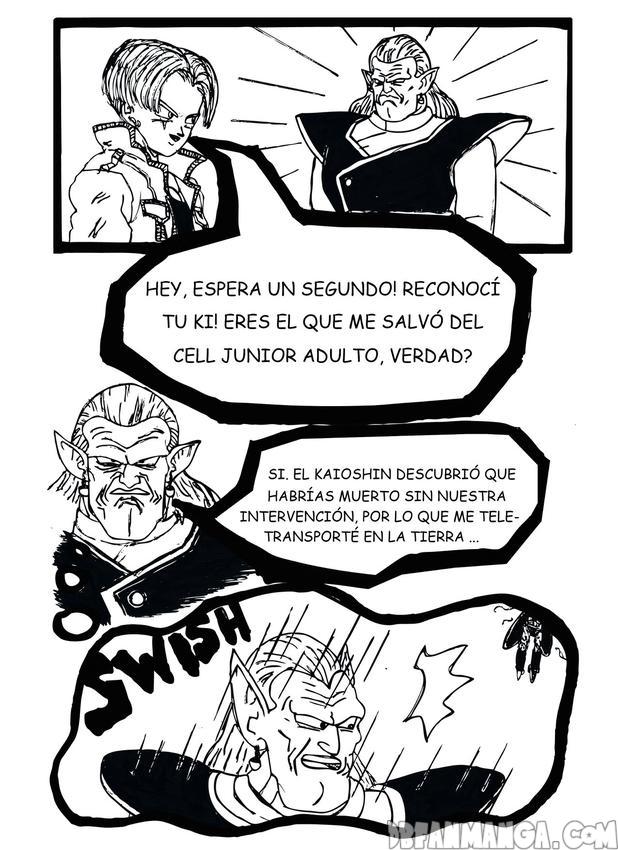 HEY, ESPERA UN SEGUNDO! RECONOCÍ
TU KI! ERES EL QUE ME SALVÓ DEL
CELL JUNIOR ADULTO, VERDAD?
SI. EL KAIOSHIN DESCUBRIÓ QUE
HABRÍAS MUERTO SIN NUESTRA
INTERVENCIÓN, POR LO QUE ME TELE-
TRANSPORTÉ EN LA TIERRA ...
SWISH
DBFANMANGA.COM